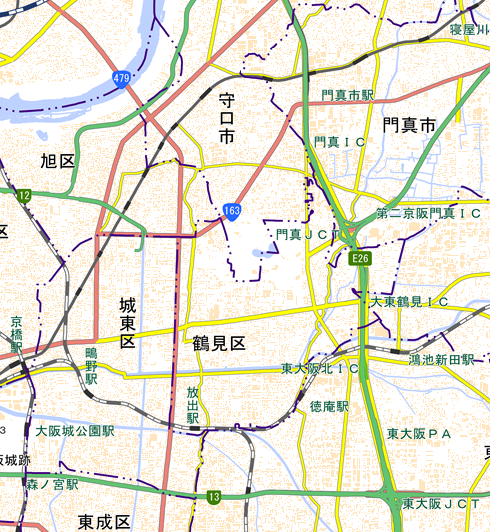 寝屋川
479
守口市
門真市駅
門真市
門真ＩＣ
旭区
12
163
第二京阪門真ＩＣ
区
門真ＪＣＴ
E26
大東鶴見ＩＣ
城東区
京橋駅
鶴見区
鴫野駅
鴻池新田駅
東大阪北ＩＣ
放出駅
徳庵駅
3
大阪城公園駅
東大阪ＰＡ
阪城跡
東
森ノ宮駅
13
東大阪ＪＣＴ
東成区